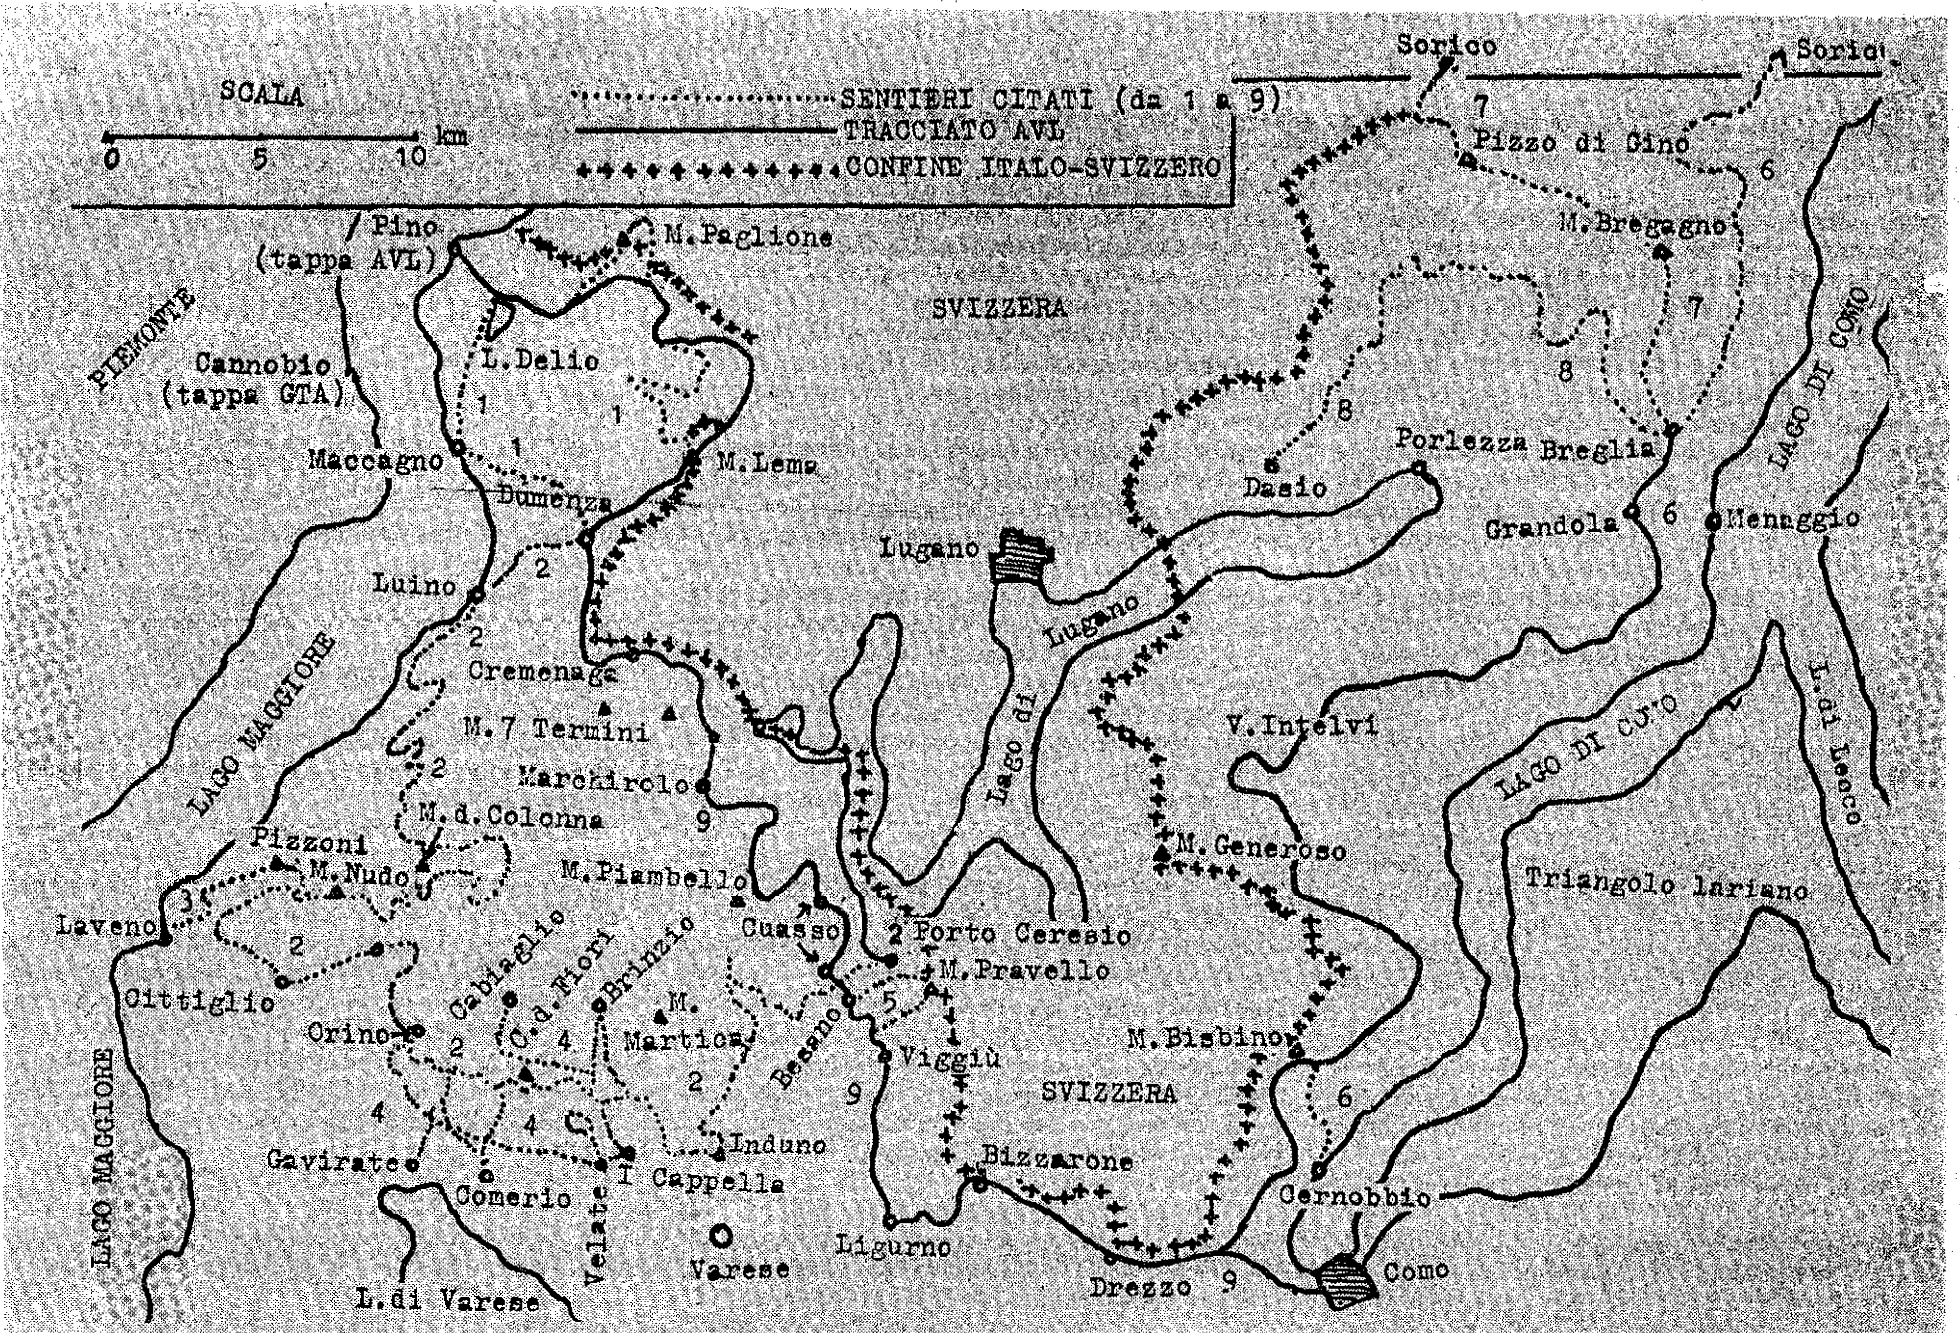 Sorico
SCALA
SENTIERI CITATI (da 1 a 9)
km
TRACCIATO AVL
0 5 10
CONFINE ITALO-SVIZZERO
7
Pizzo di Gino
6
Pino
(tappa AVL)
M.Paglione
M.Bregagno
PIEMONTE
SVIZZERA
7
LAGO DI COMO
Cannobio
(tappa GTA)
L.Delio
1
1
8
8
1
Maccagno
M.Lema
Porlezza
Breglia
Dumenza
Dasio
LAGO DI COMO
Grandola
6
Menaggio
Lugano
2
Luino
2
Lago di Lugano
Cremenaga
LAGO MAGGIORE
M.7 Termini
V.Intelvi
L.di Lecco
2
Marchirolo
LAGO DI COMO
M.d.Colonna
9
Pizzoni
M.Nudo
M.Generoso
M.Piambello
Triangolo lariano
3
Laveno
Cuasso
2
Porto Ceresio
2
Cabiaglio
C.d.Fiori
Brinzio
M.Pravello
Cittiglio
M.
Martica
5
Orino
2
4
Besano
M.Bisbino
Viggiù
2
9
SVIZZERA
6
4
4
LAGO MAGGIORE
Induno
Gavirate
I Cappella
Bizzarone
Comerio
Cernobbio
Velate
Varese
Ligurno
Drezzo
9
Como
L.di Varese